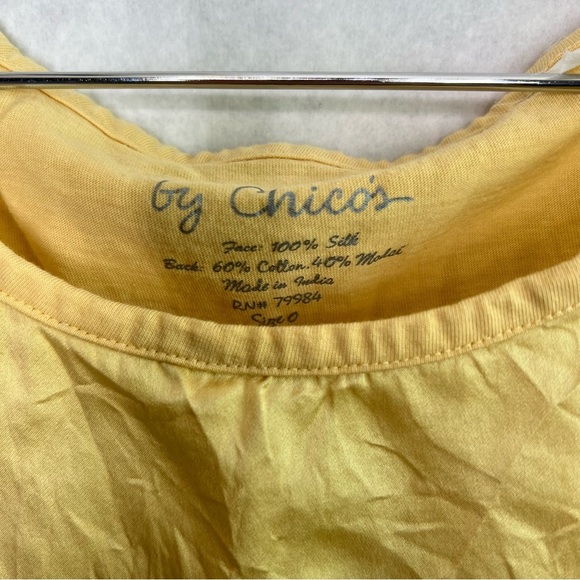 by Chico's
Face: 100% Silk
Back: 60% Cotton. 40% Modal
Made in India
RN# 79984
Size 0